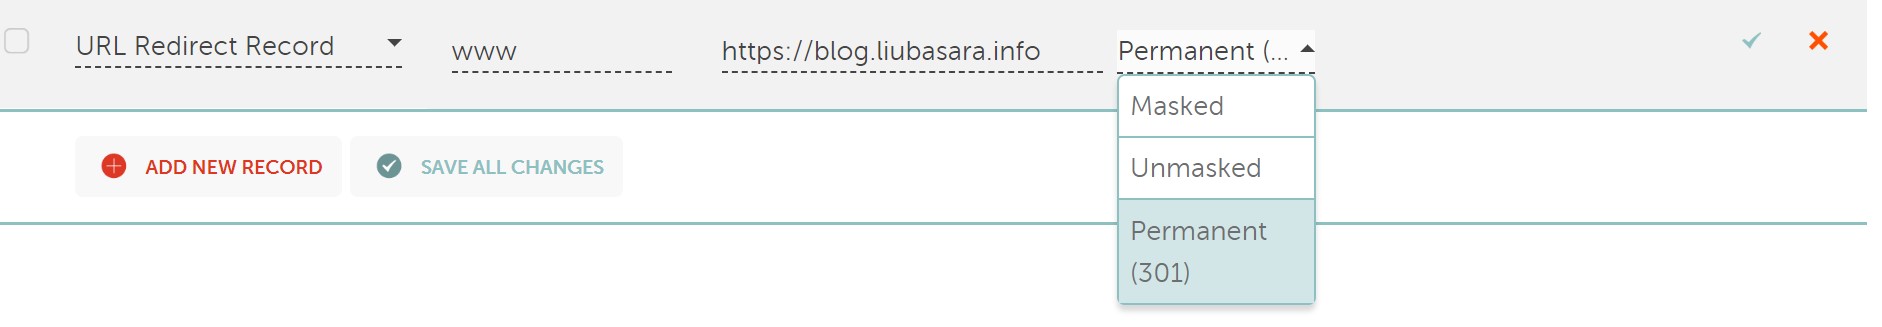 URL Redirect Record www https://blog.liubasara.info Permanent (...
Masked
Unmasked
Permanent
(301)
ADD NEW RECORD SAVE ALL CHANGES